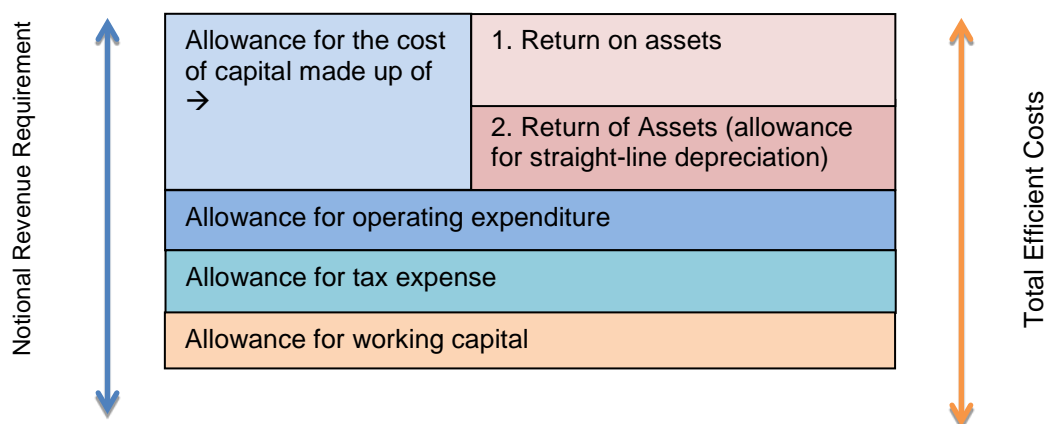 Notional Revenue Requirement
Allowance for the cost
of capital made up of
→
1. Return on assets
2. Return of Assets (allowance
for straight-line depreciation)
Allowance for operating expenditure
Allowance for tax expense
Allowance for working capital
Total Efficient Costs